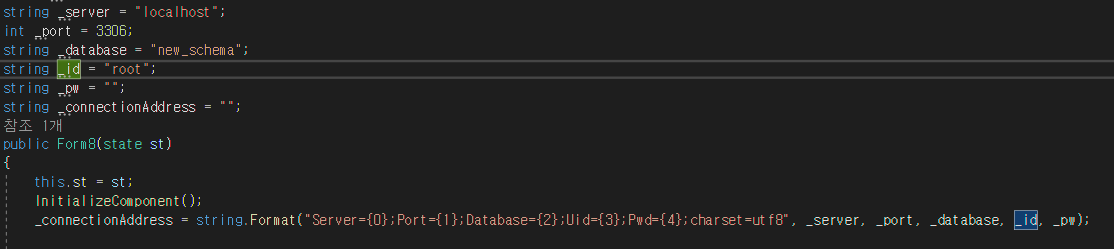 string _server = "localhost";
int _port = 3306;
string _database = "new_schema";
string _id = "root";
string _pw = "";
string _connectionAddress = "";
참조 1개
public Form8(state st)
{
this.st = st;
InitializeComponent();
_connectionAddress = string.Format("Server={0};Port={1};Database={2};Uid={3};Pwd={4};charset=utf8", _server, _port, _database, _id, _pw);